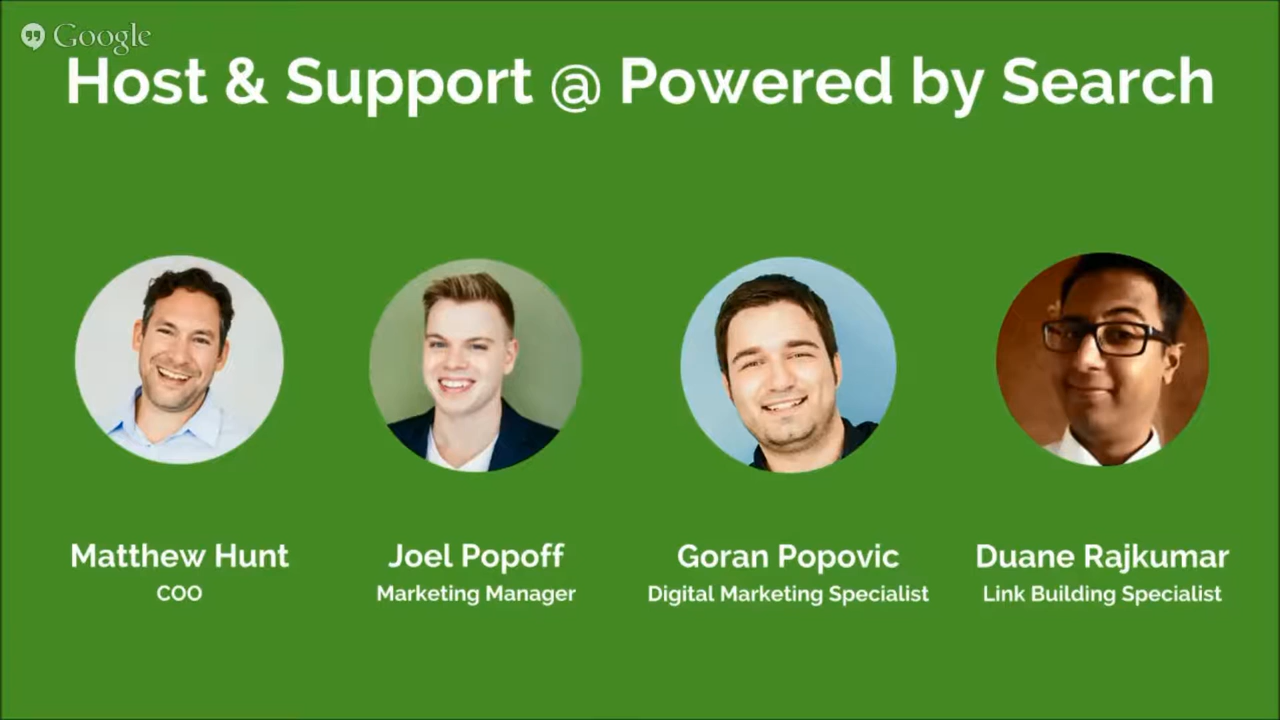 Google
Host & Support @ Powered by Search
Matthew Hunt
COO
Joel Popoff
Marketing Manager
Goran Popovic
Digital Marketing Specialist
Duane Rajkumar
Link Building Specialist